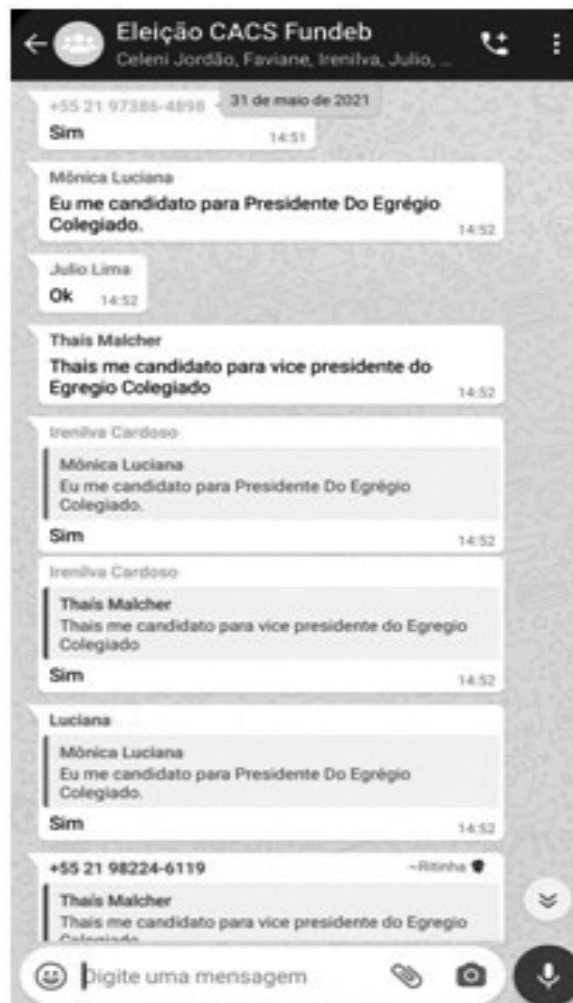 Eleição CACS Fundeb
Celeni Jordão, Faviane, Irenilva, Julio, ...
31 de maio de 2021
+55 21 97386-4898
Sim 14:51
Mônica Luciana
Eu me candidato para Presidente Do Egrégio
Colegiado. 14:52
Julio Lima
Ok 14:52
Thaís Malcher
Thais me candidato para vice presidente do
Egregio Colegiado 14:52
Irenilva Cardoso
Mônica Luciana
Eu me candidato para Presidente Do Egrégio
Colegiado.
Sim 14:52
Irenilva Cardoso
Thaís Malcher
Thais me candidato para vice presidente do Egregio
Colegiado
Sim 14:52
Luciana
Mônica Luciana
Eu me candidato para Presidente Do Egrégio
Colegiado.
Sim 14:52
+55 21 98224-6119 ~Ritinha
Thaís Malcher
Thais me candidato para vice presidente do Egregio
Colegiado
Digite uma mensagem